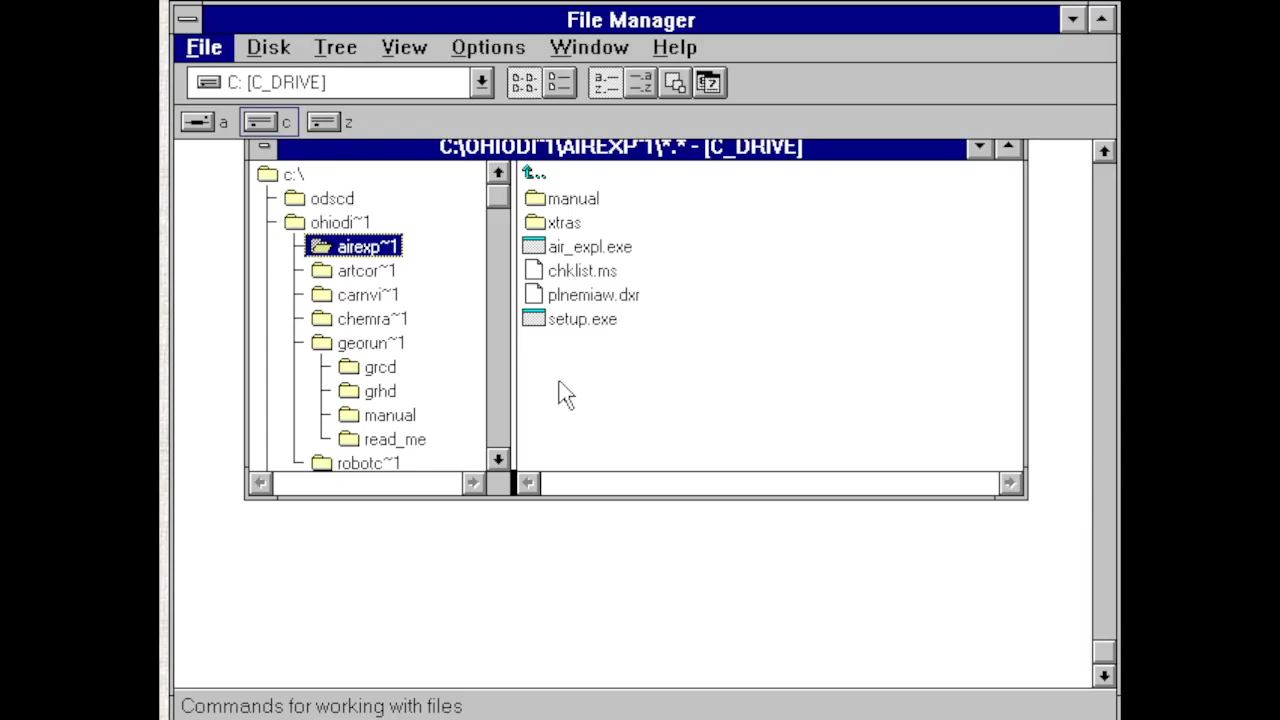 File Manager
File Disk Tree View Options Window Help
C: [C_DRIVE]
a c z
C:\OHIODI~1\AIREXP~1\*.* - [C_DRIVE]
c:\
odscd
ohiodi~1
airexp~1
artcor~1
carnvi~1
chemra~1
georun~1
grcd
grhd
manual
read_me
robotc~1
..
manual
xtras
air_expl.exe
chklist.ms
plnemiaw.dxr
setup.exe
Commands for working with files